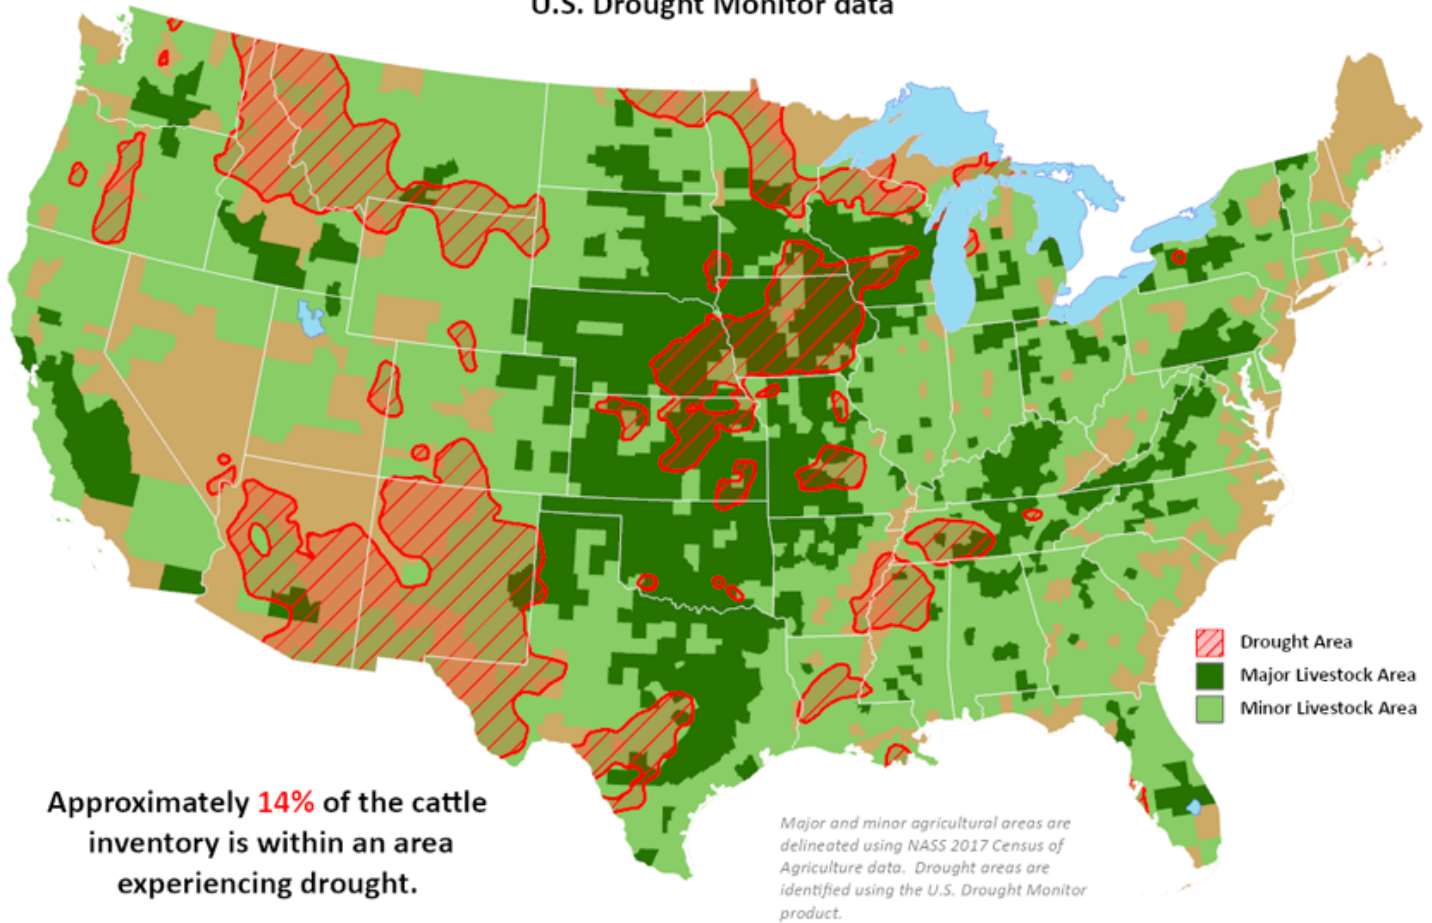 U.S. Drought Monitor data
Drought Area
Major Livestock Area
Minor Livestock Area
Approximately 14% of the cattle
inventory is within an area
experiencing drought.
Major and minor agricultural areas are
delineated using NASS 2017 Census of
Agriculture data. Drought areas are
identified using the U.S. Drought Monitor
product.